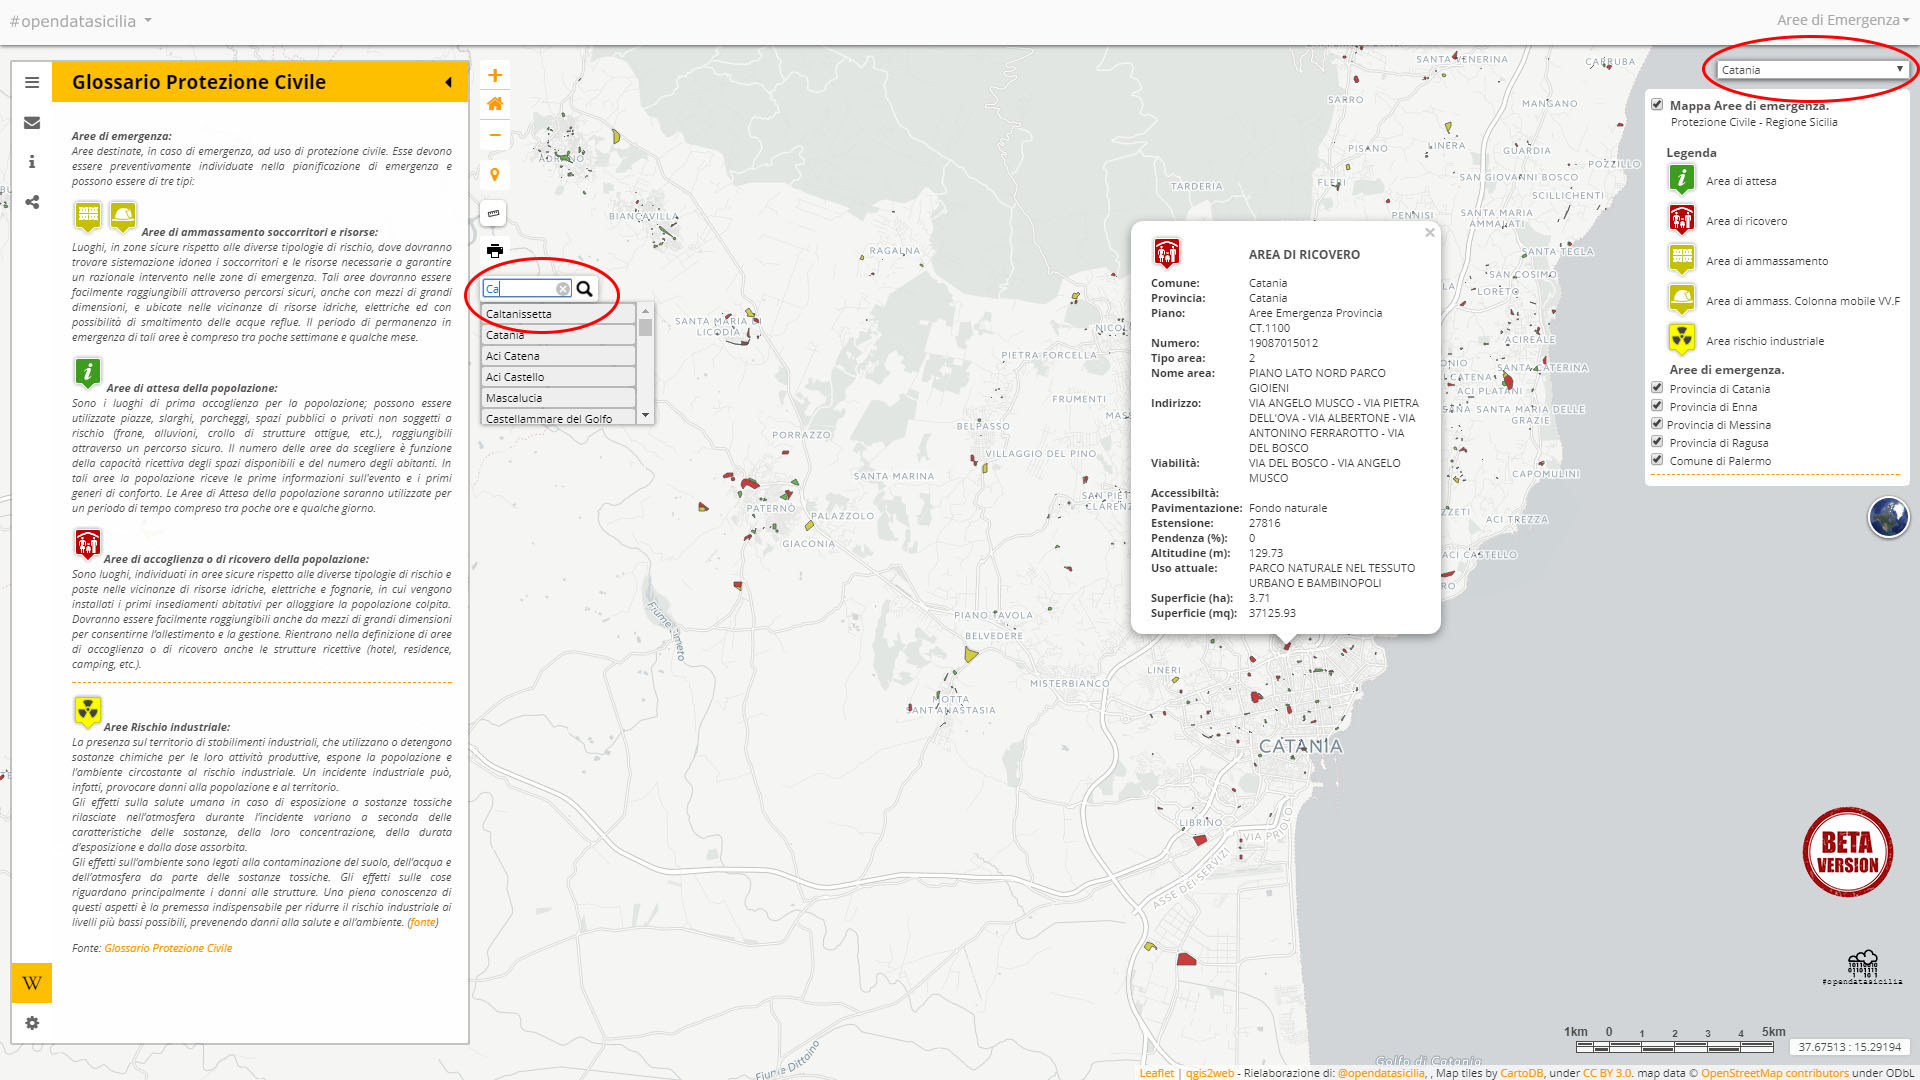 #opendatasicilia
Aree di Emergenza
Glossario Protezione Civile
Aree di emergenza:
Aree destinate, in caso di emergenza, ad uso di protezione civile. Esse devono
essere preventivamente individuate nella pianificazione di emergenza e
possono essere di tre tipi:
Aree di ammassamento soccorritori e risorse:
Luoghi, in zone sicure rispetto alle diverse tipologie di rischio, dove dovranno
trovare sistemazione idonea i soccorritori e le risorse necessarie a garantire
un razionale intervento nelle zone di emergenza. Tali aree dovranno essere
facilmente raggiungibili attraverso percorsi sicuri, anche con mezzi di grandi
dimensioni, e ubicate nelle vicinanze di risorse idriche, elettriche ed con
possibilità di smaltimento delle acque reflue. Il periodo di permanenza in
emergenza di tali aree è compreso tra poche settimane e qualche mese.
Aree di attesa della popolazione:
Sono i luoghi di prima accoglienza per la popolazione; possono essere
utilizzate piazze, slarghi, parcheggi, spazi pubblici o privati non soggetti a
rischio (frane, alluvioni, crollo di strutture attigue, etc.), raggiungibili
attraverso un percorso sicuro. Il numero delle aree da scegliere è funzione
della capacità ricettiva degli spazi disponibili e del numero degli abitanti. In
tali aree la popolazione riceve le prime informazioni sull'evento e i primi
generi di conforto. Le Aree di Attesa della popolazione saranno utilizzate per
un periodo di tempo compreso tra poche ore e qualche giorno.
Aree di accoglienza o di ricovero della popolazione:
Sono luoghi, individuati in aree sicure rispetto alle diverse tipologie di rischio e
poste nelle vicinanze di risorse idriche, elettriche e fognarie, in cui vengono
installati i primi insediamenti abitativi per alloggiare la popolazione colpita.
Dovranno essere facilmente raggiungibili anche da mezzi di grandi dimensioni
per consentirne l'allestimento e la gestione. Rientrano nella definizione di aree
di accoglienza o di ricovero anche le strutture ricettive (hotel, residence,
camping, etc.).
Aree Rischio industriale:
La presenza sul territorio di stabilimenti industriali, che utilizzano o detengono
sostanze chimiche per le loro attività produttive, espone la popolazione e
l'ambiente circostante al rischio industriale. Un incidente industriale può,
infatti, provocare danni alla popolazione e al territorio.
Gli effetti sulla salute umana in caso di esposizione a sostanze tossiche
rilasciate nell'atmosfera durante l'incidente variano a seconda delle
caratteristiche delle sostanze, della loro concentrazione, della durata
d'esposizione e dalla dose assorbita.
Gli effetti sull'ambiente sono legati alla contaminazione del suolo, dell'acqua e
dell'atmosfera da parte delle sostanze tossiche. Gli effetti sulle cose
riguardano principalmente i danni alle strutture. Una piena conoscenza di
questi aspetti è la premessa indispensabile per ridurre il rischio industriale ai
livelli più bassi possibili, prevenendo danni alla salute e all'ambiente. (fonte)
Fonte: Glossario Protezione Civile
W
Ca
Caltanissetta
Catania
Aci Catena
Aci Castello
Mascalucia
Castellammare del Golfo
ADRANO
BIANCAVILLA
RAGALNA
SANTA MARIA DI
LICODIA
TARDERIA
PIETRA FORCELLA
FRUMENTI
BELPASSO
PORRAZZO
VILLAGGIO DEL PINO
SANTA MARINA
PATERNÒ
PALAZZOLO
GIACONIA
Fiume Simeto
PIANO TAVOLA
BELVEDERE
MISTERBIANCO
MOTTA
SANT'ANASTASIA
LINERI
CATANIA
LIBRINO
VIA PRIOLO
ASSE DEI SERVIZI
Fiume Dittaino
Golfo di Catania
SANTA VENERINA
CARRUBA
SARRO
MANGANO
PISANO
LINERA
GUARDIA
POZZILLO
FLERI
SAN GIOVANNI BOSCO
SCILLICHENTI
PENNISI
SANTA MARIA
AMMALATI
SANTA TECLA
SAN COSIMO
LORETO
ACIREALE
SANTA CATERINA
ACI PLATANI
SANTA MARIA DELLE
GRAZIE
CAPOMULINI
ACI TREZZA
ACI CASTELLO
AREA DI RICOVERO
Comune: Catania
Provincia: Catania
Piano: Aree Emergenza Provincia
CT.1100
Numero: 19087015012
Tipo area: 2
Nome area: PIANO LATO NORD PARCO
GIOIENI
Indirizzo: VIA ANGELO MUSCO - VIA PIETRA
DELL'OVA - VIA ALBERTONE - VIA
ANTONINO FERRAROTTO - VIA
DEL BOSCO
Viabilità: VIA DEL BOSCO - VIA ANGELO
MUSCO
Accessibiltà:
Pavimentazione: Fondo naturale
Estensione: 27816
Pendenza (%): 0
Altitudine (m): 129.73
Uso attuale: PARCO NATURALE NEL TESSUTO
URBANO E BAMBINOPOLI
Superficie (ha): 3.71
Superficie (mq): 37125.93
Catania
Mappa Aree di emergenza.
Protezione Civile - Regione Sicilia
Legenda
Area di attesa
Area di ricovero
Area di ammassamento
Area di ammass. Colonna mobile VV.F
Area rischio industriale
Aree di emergenza.
Provincia di Catania
Provincia di Enna
Provincia di Messina
Provincia di Ragusa
Comune di Palermo
BETA
VERSION
#opendatasicilia
1km 0 1 2 3 4 5km
37.67513 : 15.29194
Leaflet | qgis2web - Rielaborazione di: @opendatasicilia, , Map tiles by CartoDB, under CC BY 3.0. map data © OpenStreetMap contributors under ODbL